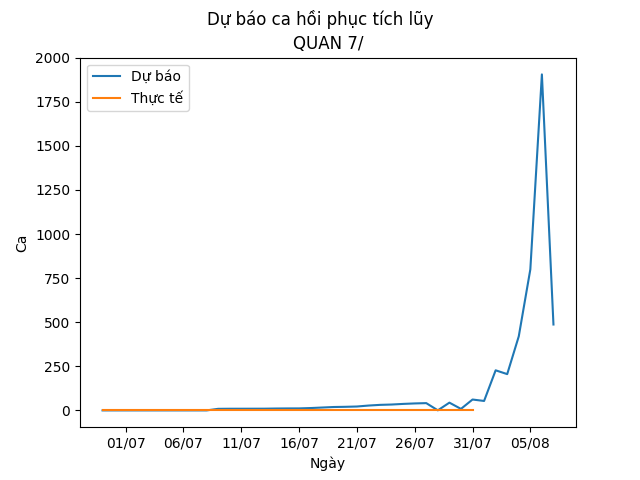 Dự báo ca hồi phục tích lũy
QUAN 7/
Dự báo
Thực tế
2000
1750
1500
1250
1000
750
500
250
0
Ca
01/07 06/07 11/07 16/07 21/07 26/07 31/07 05/08
Ngày